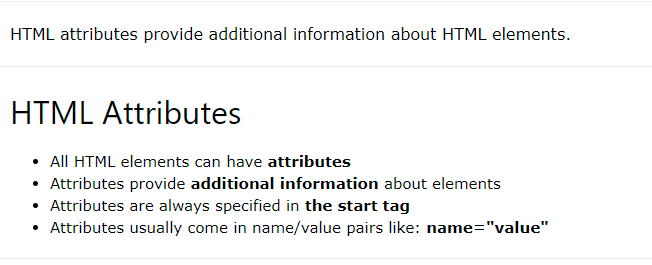 HTML attributes provide additional information about HTML elements.
HTML Attributes
• All HTML elements can have attributes
• Attributes provide additional information about elements
• Attributes are always specified in the start tag
• Attributes usually come in name/value pairs like: name="value"